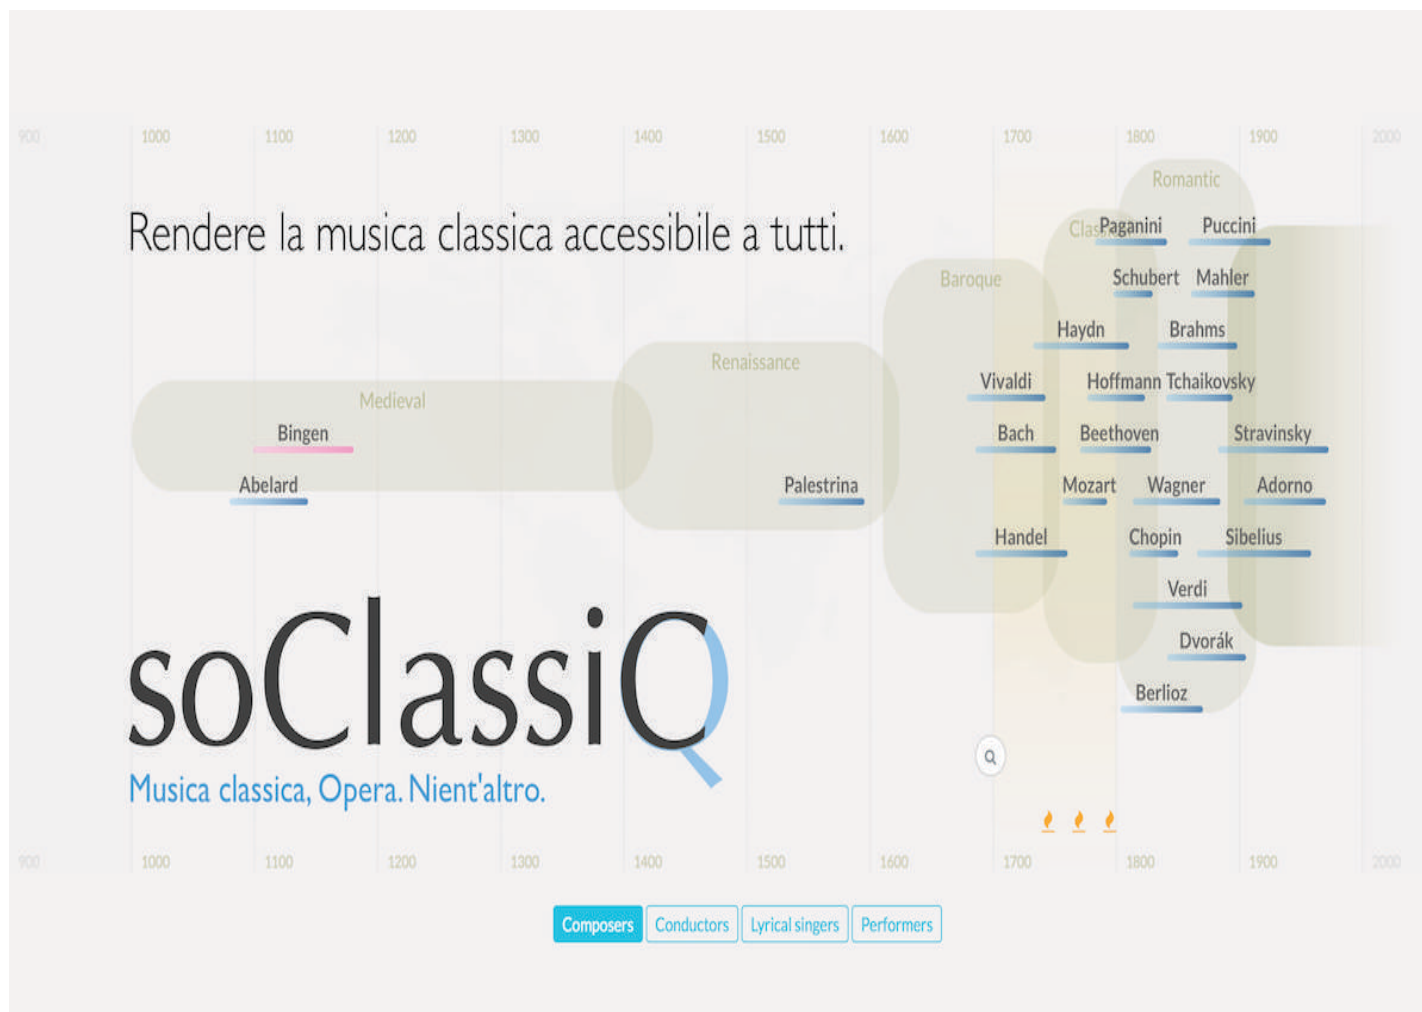 900 1000 1100 1200 1300 1400 1500 1600 1700 1800 1900 2000
Romantic
Rendere la musica classica accessibile a tutti.
Paganini Puccini
Baroque
Schubert Mahler
Haydn Brahms
Renaissance
Vivaldi Hoffmann Tchaikovsky
Medieval
Bingen Bach Beethoven Stravinsky
Abelard Palestrina Mozart Wagner Adorno
Handel Chopin Sibelius
Verdi
Dvorák
Berlioz
soClassiQ
Musica classica, Opera. Nient'altro.
900 1000 1100 1200 1300 1400 1500 1600 1700 1800 1900 2000
Composers Conductors Lyrical singers Performers